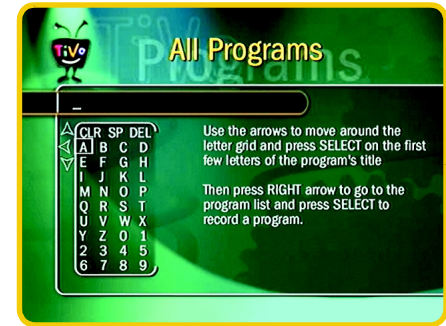 TiVo
All Programs
CLR SP DEL
A B C D
E F G H
I J K L
M N O P
Q R S T
U V W X
Y Z 0 1
2 3 4 5
6 7 8 9
Use the arrows to move around the
letter grid and press SELECT on the first
few letters of the program's title
Then press RIGHT arrow to go to the
program list and press SELECT to
record a program.